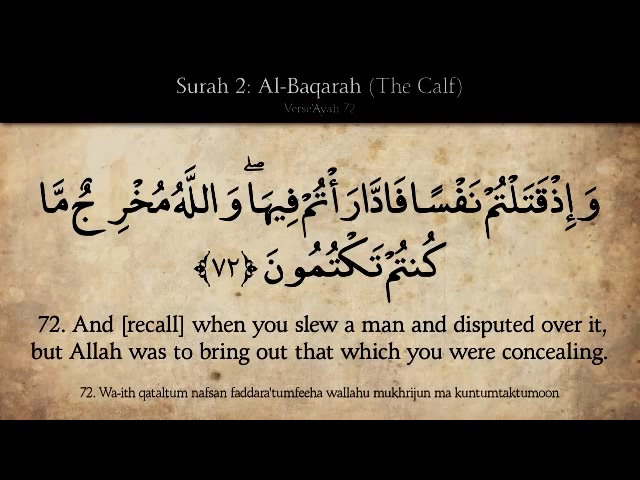 Surah 2: Al-Baqarah (The Calf)
Verse/Ayah 72
وَإِذْ قَتَلْتُمْ نَفْسًا فَادَّارَأْتُمْ فِيهَا ۖ وَاللَّهُ مُخْرِجٌ مَّا
كُنتُمْ تَكْتُمُونَ ﴿٧٢﴾
72. And [recall] when you slew a man and disputed over it,
but Allah was to bring out that which you were concealing.
72. Wa-ith qataltum nafsan faddara'tumfeeha wallahu mukhrijun ma kuntumtaktumoon